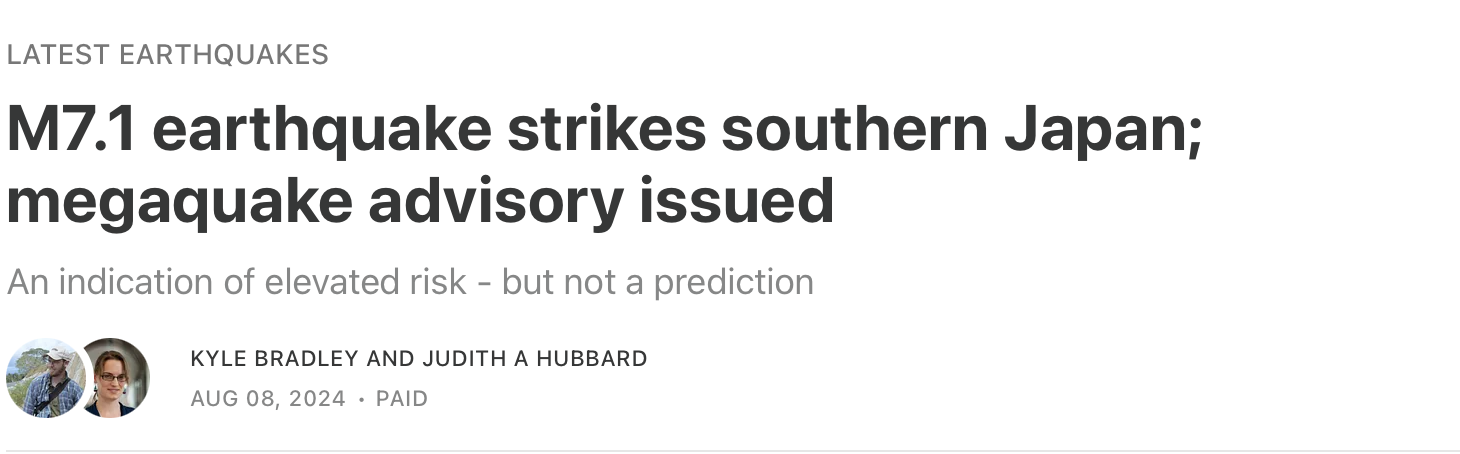 LATEST EARTHQUAKES
M7.1 earthquake strikes southern Japan;
megaquake advisory issued
An indication of elevated risk - but not a prediction
KYLE BRADLEY AND JUDITH A HUBBARD
AUG 08, 2024 • PAID